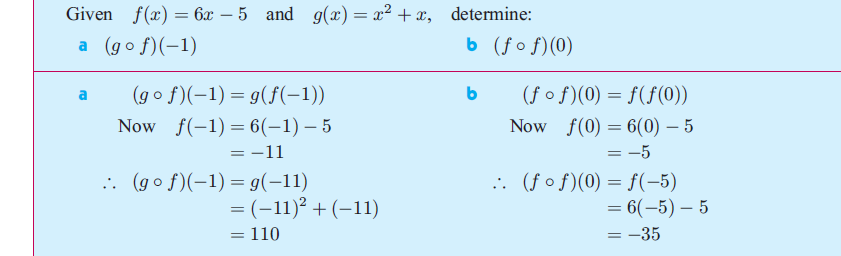 Given f(x) = 6x − 5 and g(x) = x² + x, determine:
a (g ∘ f)(−1)
b (f ∘ f)(0)
a (g ∘ f)(−1) = g(f(−1))
Now f(−1) = 6(−1) − 5
= −11
∴ (g ∘ f)(−1) = g(−11)
= (−11)² + (−11)
= 110
b (f ∘ f)(0) = f(f(0))
Now f(0) = 6(0) − 5
= −5
∴ (f ∘ f)(0) = f(−5)
= 6(−5) − 5
= −35